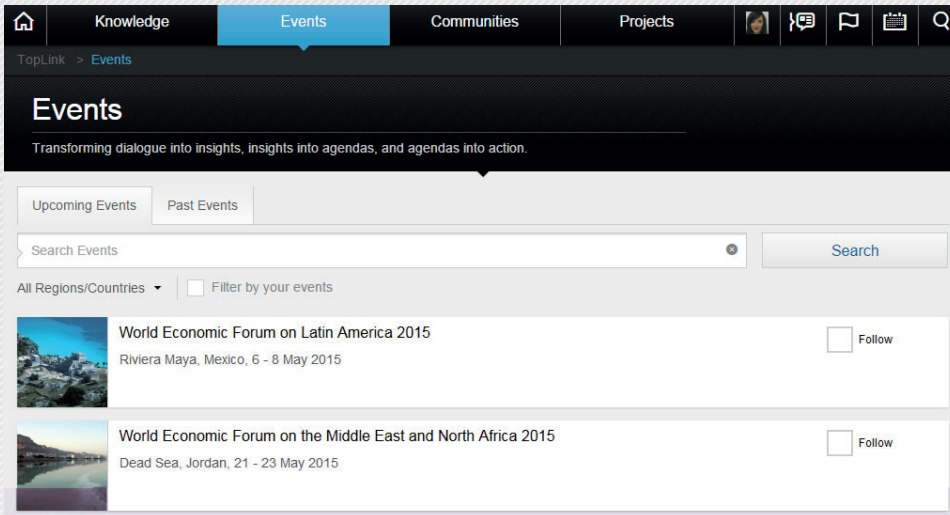 Knowledge Events Communities Projects
TopLink > Events
Events
Transforming dialogue into insights, insights into agendas, and agendas into action.
Upcoming Events Past Events
Search Events Search
All Regions/Countries Filter by your events
World Economic Forum on Latin America 2015
Follow
Riviera Maya, Mexico, 6 - 8 May 2015
World Economic Forum on the Middle East and North Africa 2015
Follow
Dead Sea, Jordan, 21 - 23 May 2015